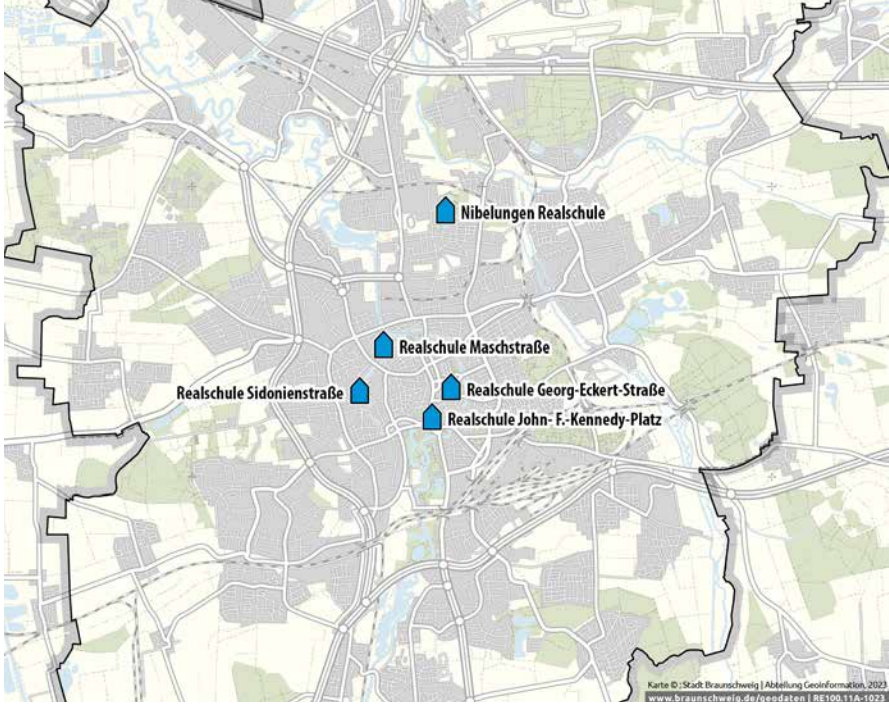 Nibelungen Realschule
Realschule Maschstraße
Realschule Sidonienstraße
Realschule Georg-Eckert-Straße
Realschule John- F.-Kennedy-Platz
Karte © : Stadt Braunschweig | Abteilung Geoinformation, 2023
www.braunschweig.de/geodaten | RE100.11A-1023